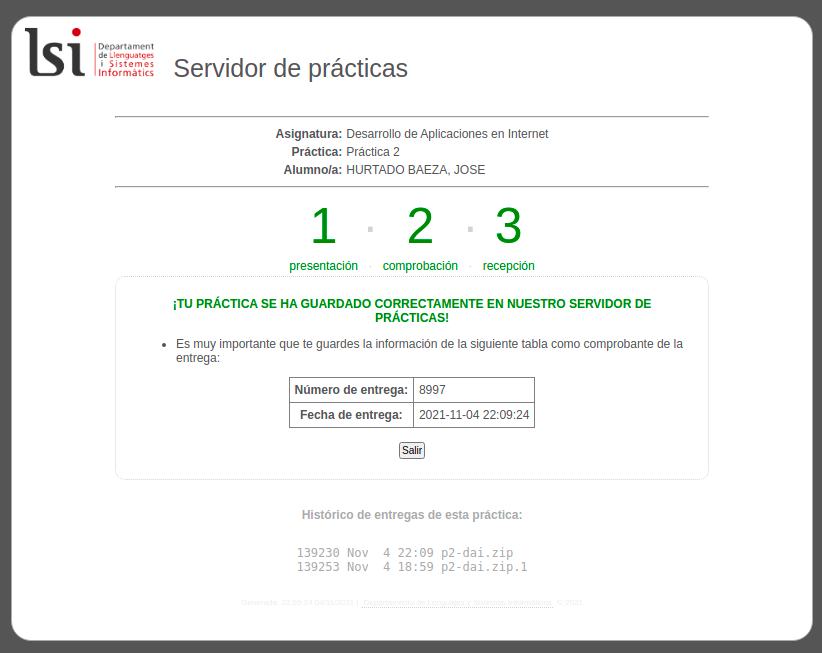 lsi
Departament
de Llenguatges
i Sistemes
Informàtics
Servidor de prácticas
Asignatura: Desarrollo de Aplicaciones en Internet
Práctica: Práctica 2
Alumno/a: HURTADO BAEZA, JOSE
1 · 2 · 3
presentación · comprobación · recepción
¡TU PRÁCTICA SE HA GUARDADO CORRECTAMENTE EN NUESTRO SERVIDOR DE
PRÁCTICAS!
• Es muy importante que te guardes la información de la siguiente tabla como comprobante de la
entrega:
Número de entrega: 8997
Fecha de entrega: 2021-11-04 22:09:24
Salir
Histórico de entregas de esta práctica:
139230 Nov  4 22:09 p2-dai.zip
139253 Nov  4 18:59 p2-dai.zip.1